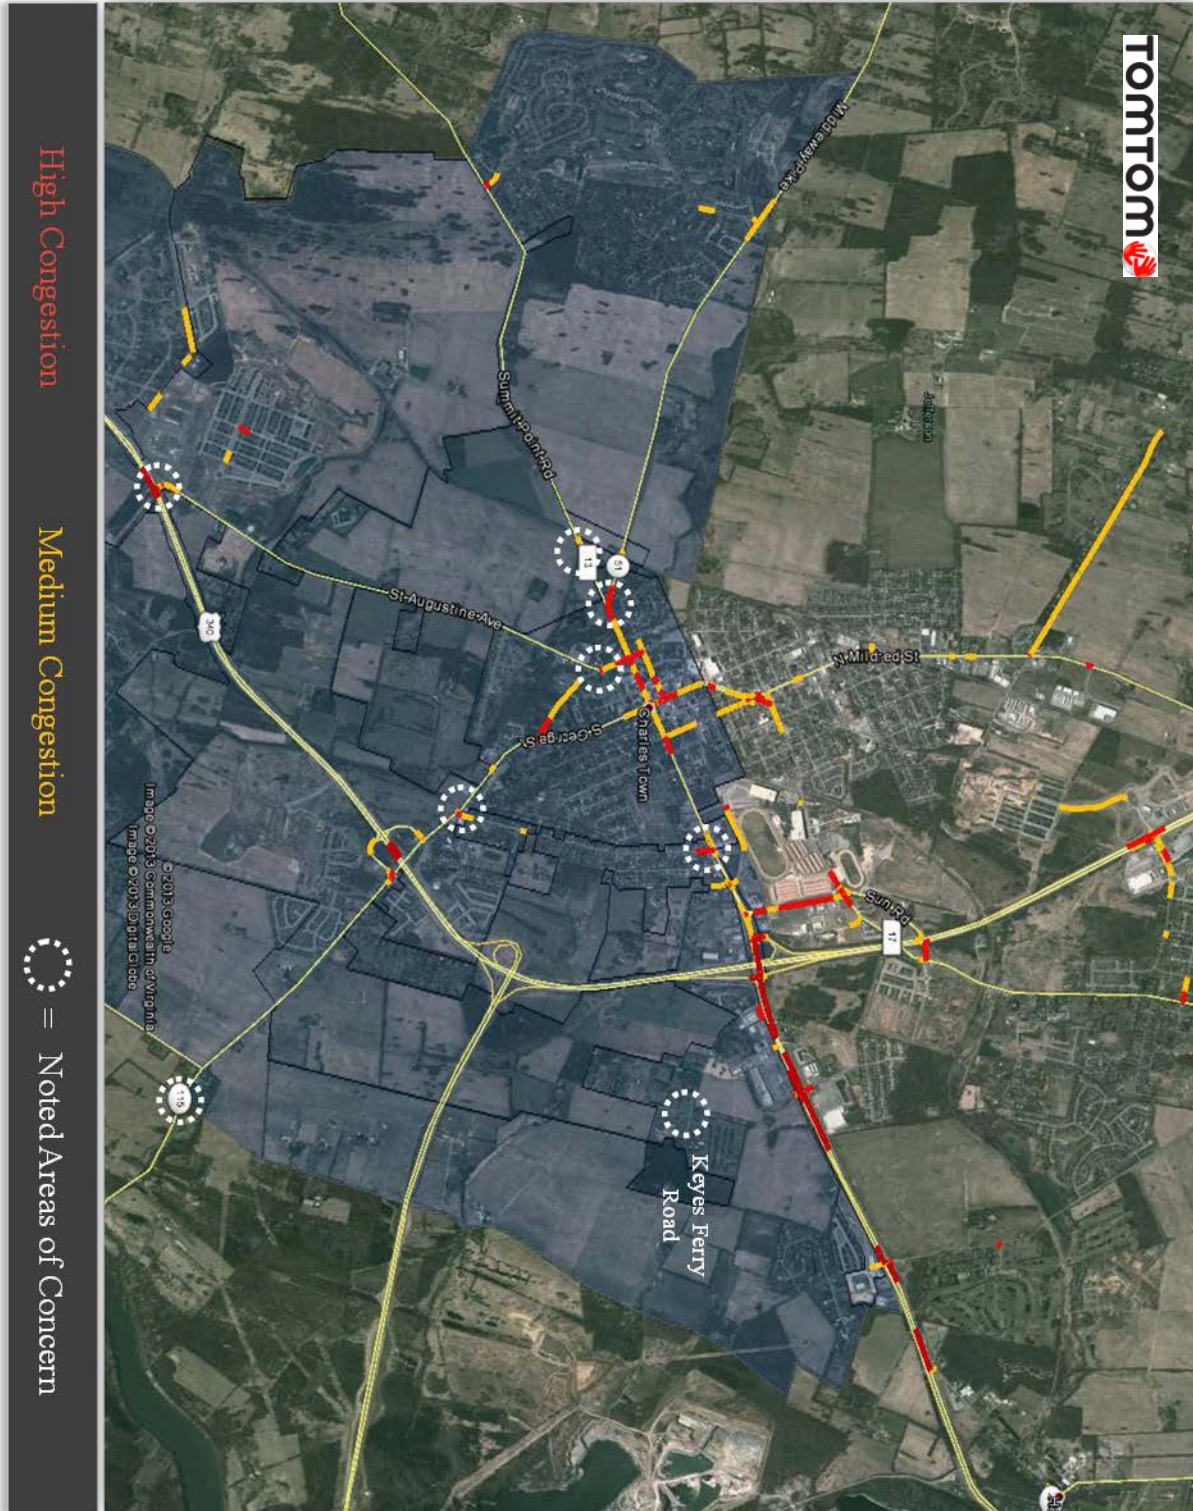 TOMTOM
Middleway Pike
Jefferson
Summit Point Rd
51
13
N Mildred St
St Augustine Ave
340
Charles Town
S George St
Sun Rd
17
Keyes Ferry
Road
115
© 2013 Google
Image © 2013 Commonwealth of Virginia
Image © 2013 DigitalGlobe
High Congestion
Medium Congestion
= Noted Areas of Concern